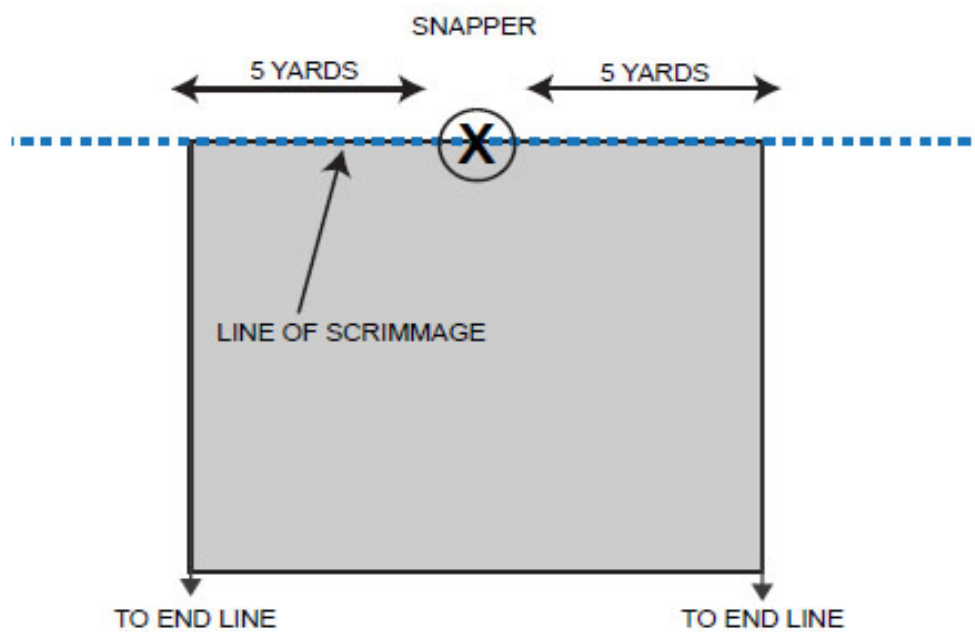 SNAPPER
5 YARDS
5 YARDS
X
LINE OF SCRIMMAGE
TO END LINE
TO END LINE